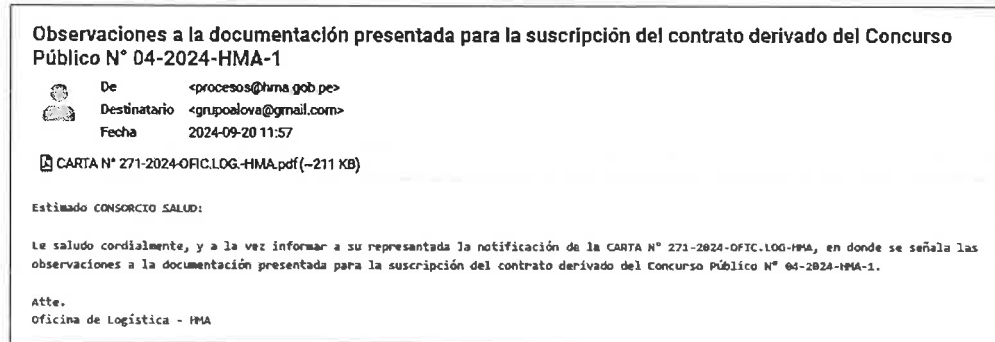 Observaciones a la documentación presentada para la suscripción del contrato derivado del Concurso
Público N° 04-2024-HMA-1
De <procesos@hma.gob.pe>
Destinatario <grupoalova@gmail.com>
Fecha 2024-09-20 11:57
CARTA N° 271-2024-OFIC.LOG.-HMA.pdf (~211 KB)
Estimado CONSORCIO SALUD:
Le saludo cordialmente, y a la vez informar a su representada la notificación de la CARTA N° 271-2024-OFIC.LOG-HMA, en donde se señala las
observaciones a la documentación presentada para la suscripción del contrato derivado del Concurso Público N° 04-2024-HMA-1.
Atte.
Oficina de Logística - HMA